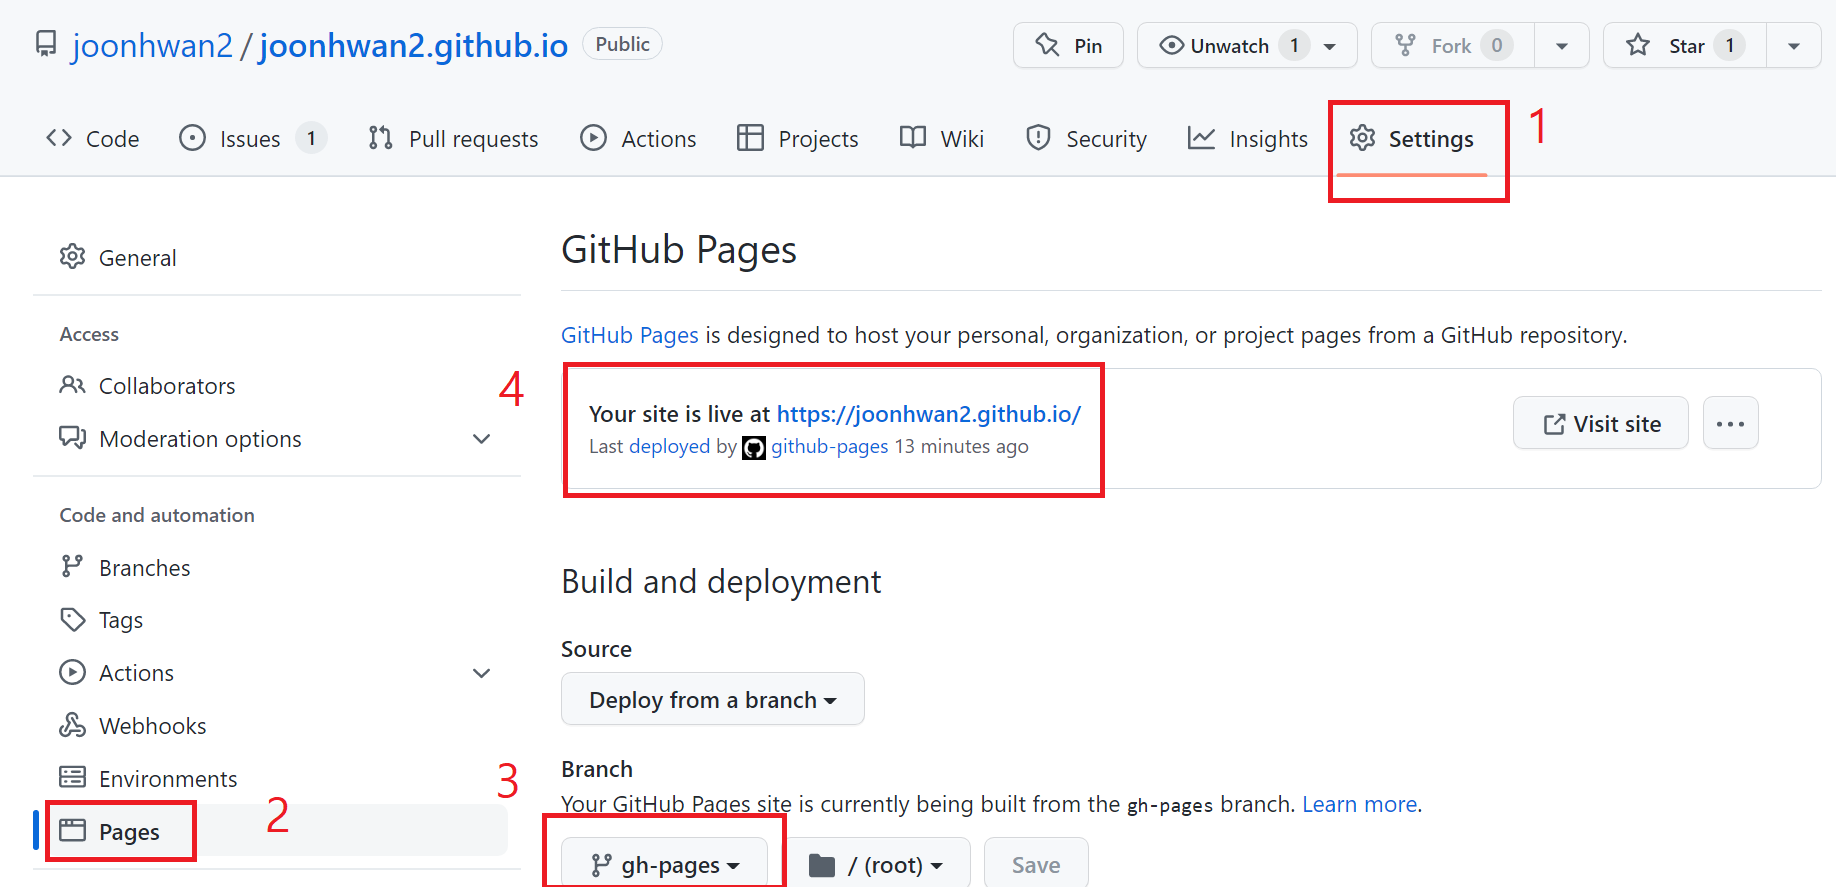 joonhwan2 / joonhwan2.github.io Public
Pin Unwatch 1 Fork 0 Star 1
Code Issues 1 Pull requests Actions Projects Wiki Security Insights Settings 1
General
Access
Collaborators
Moderation options
Code and automation
Branches
Tags
Actions
Webhooks
Environments
Pages 2
GitHub Pages
GitHub Pages is designed to host your personal, organization, or project pages from a GitHub repository.
4
Your site is live at https://joonhwan2.github.io/
Last deployed by github-pages 13 minutes ago
Visit site
Build and deployment
Source
Deploy from a branch
3
Branch
Your GitHub Pages site is currently being built from the gh-pages branch. Learn more.
gh-pages / (root) Save